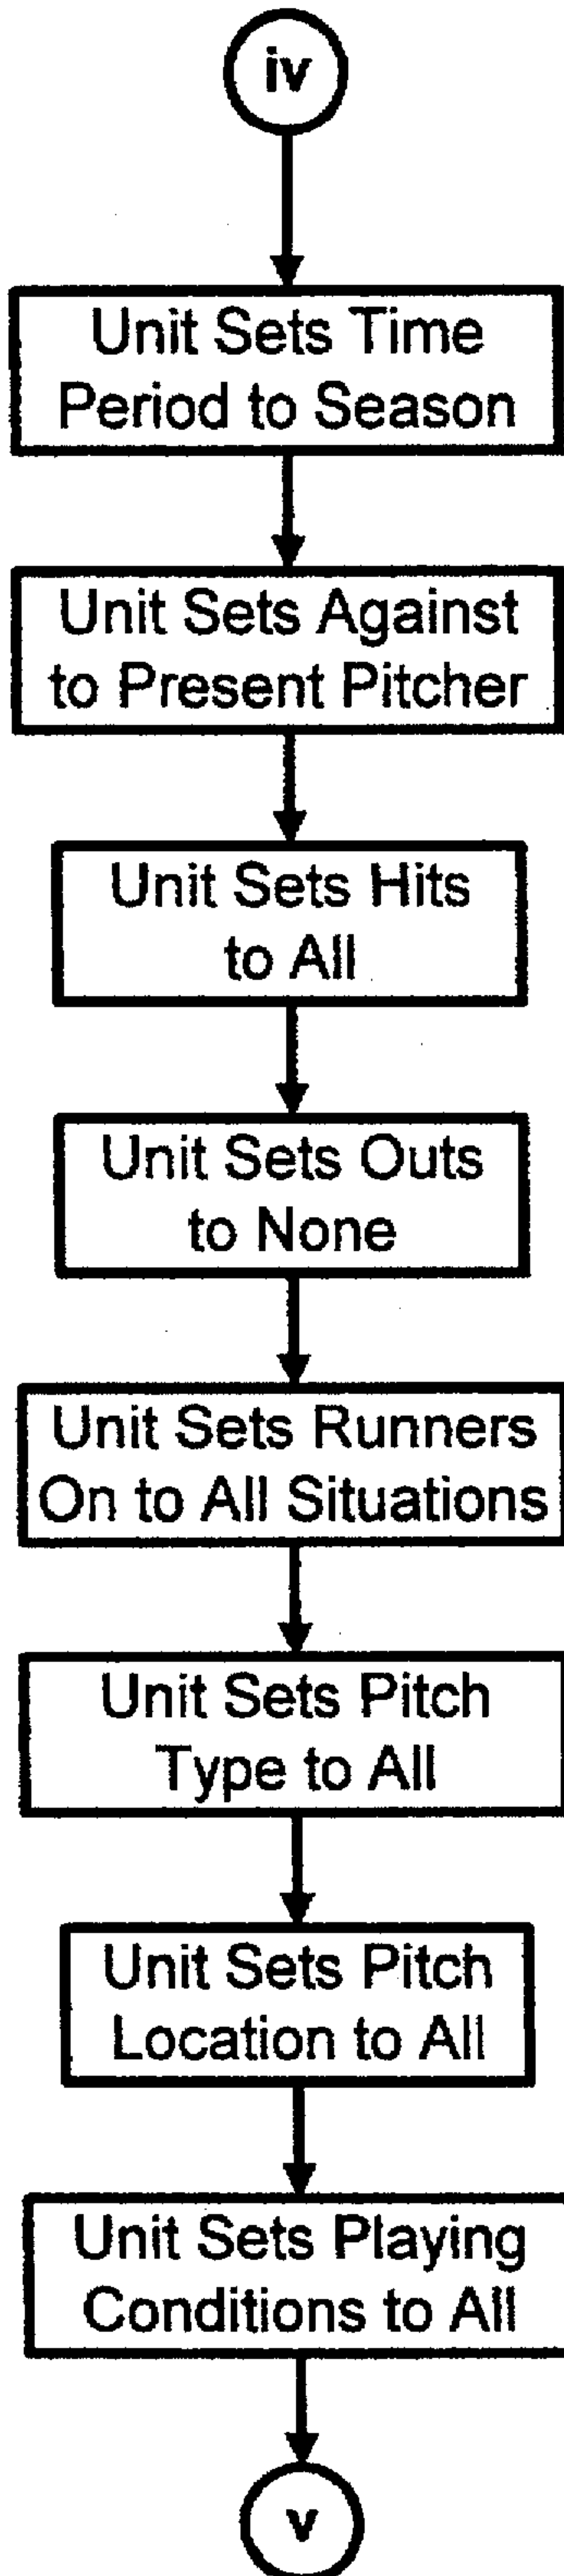 iv
Unit Sets Time
Period to Season
Unit Sets Against
to Present Pitcher
Unit Sets Hits
to All
Unit Sets Outs
to None
Unit Sets Runners
On to All Situations
Unit Sets Pitch
Type to All
Unit Sets Pitch
Location to All
Unit Sets Playing
Conditions to All
v